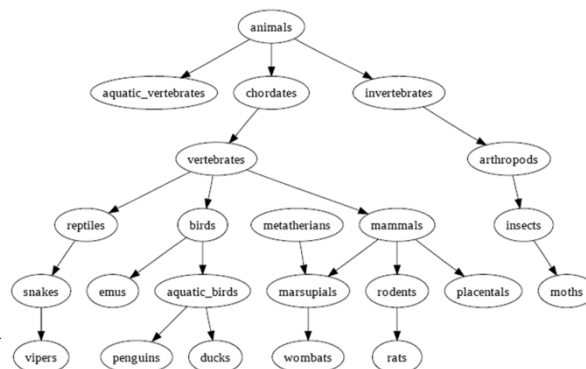 animals
aquatic_vertebrates chordates invertebrates
vertebrates arthropods
reptiles birds metatherians mammals insects
snakes emus aquatic_birds marsupials rodents placentals moths
vipers penguins ducks wombats rats